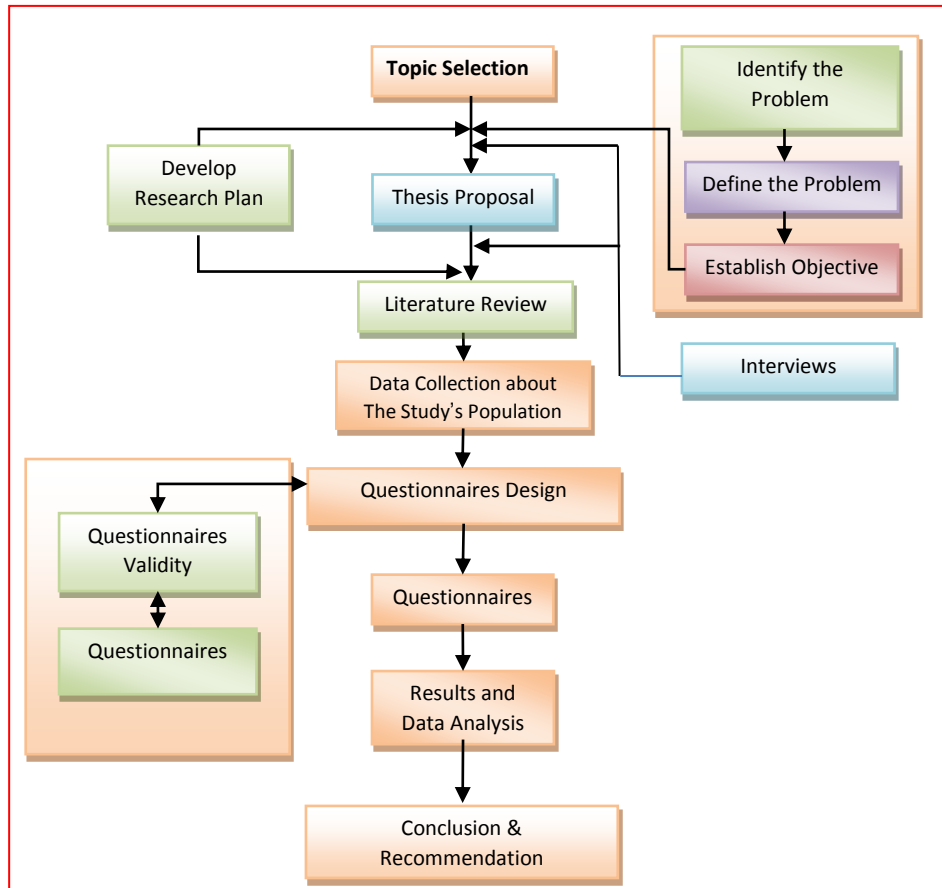 Topic Selection
Identify the
Problem
Develop
Research Plan
Thesis Proposal
Define the Problem
Establish Objective
Literature Review
Interviews
Data Collection about
The Study's Population
Questionnaires Design
Questionnaires
Validity
Questionnaires
Questionnaires
Results and
Data Analysis
Conclusion &
Recommendation